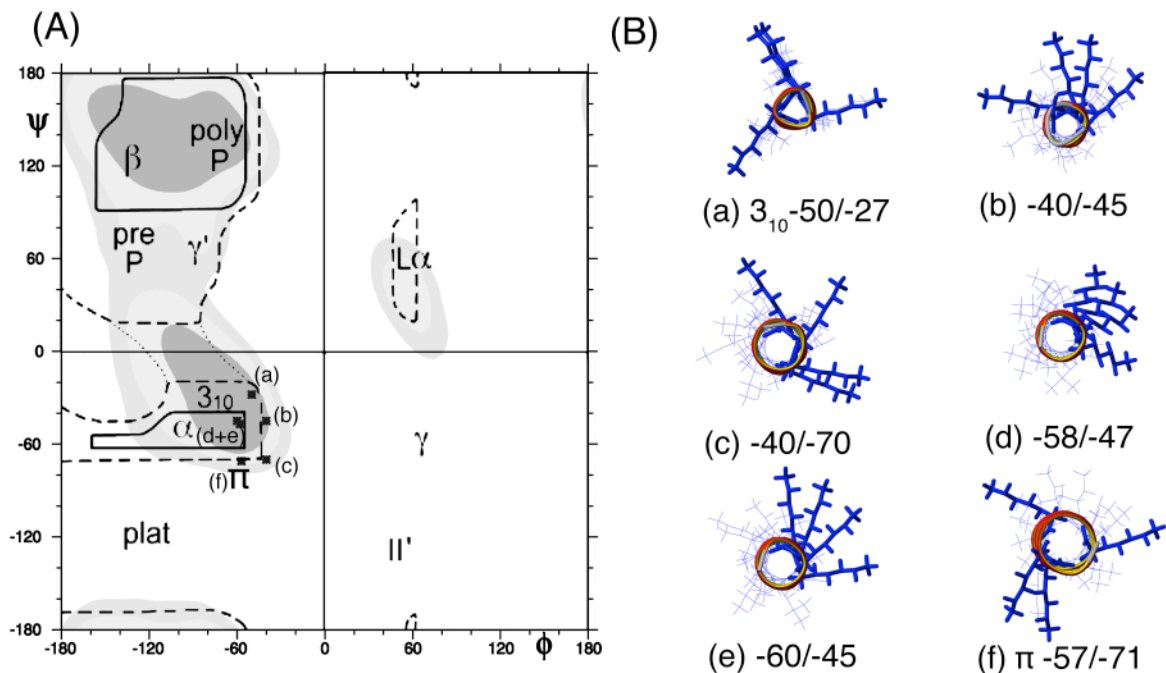 (A)
(B)
180
ψ
120
60
0
-60
-120
-180
-180
-120
-60
0
60
120
180
ϕ
poly
P
β
pre
P
γ'
Lα
(a)
3₁₀
(b)
α
(d+e)
(f)
π
(c)
γ
plat
II'
(a) 3₁₀-50/-27
(b) -40/-45
(c) -40/-70
(d) -58/-47
(e) -60/-45
(f) π -57/-71